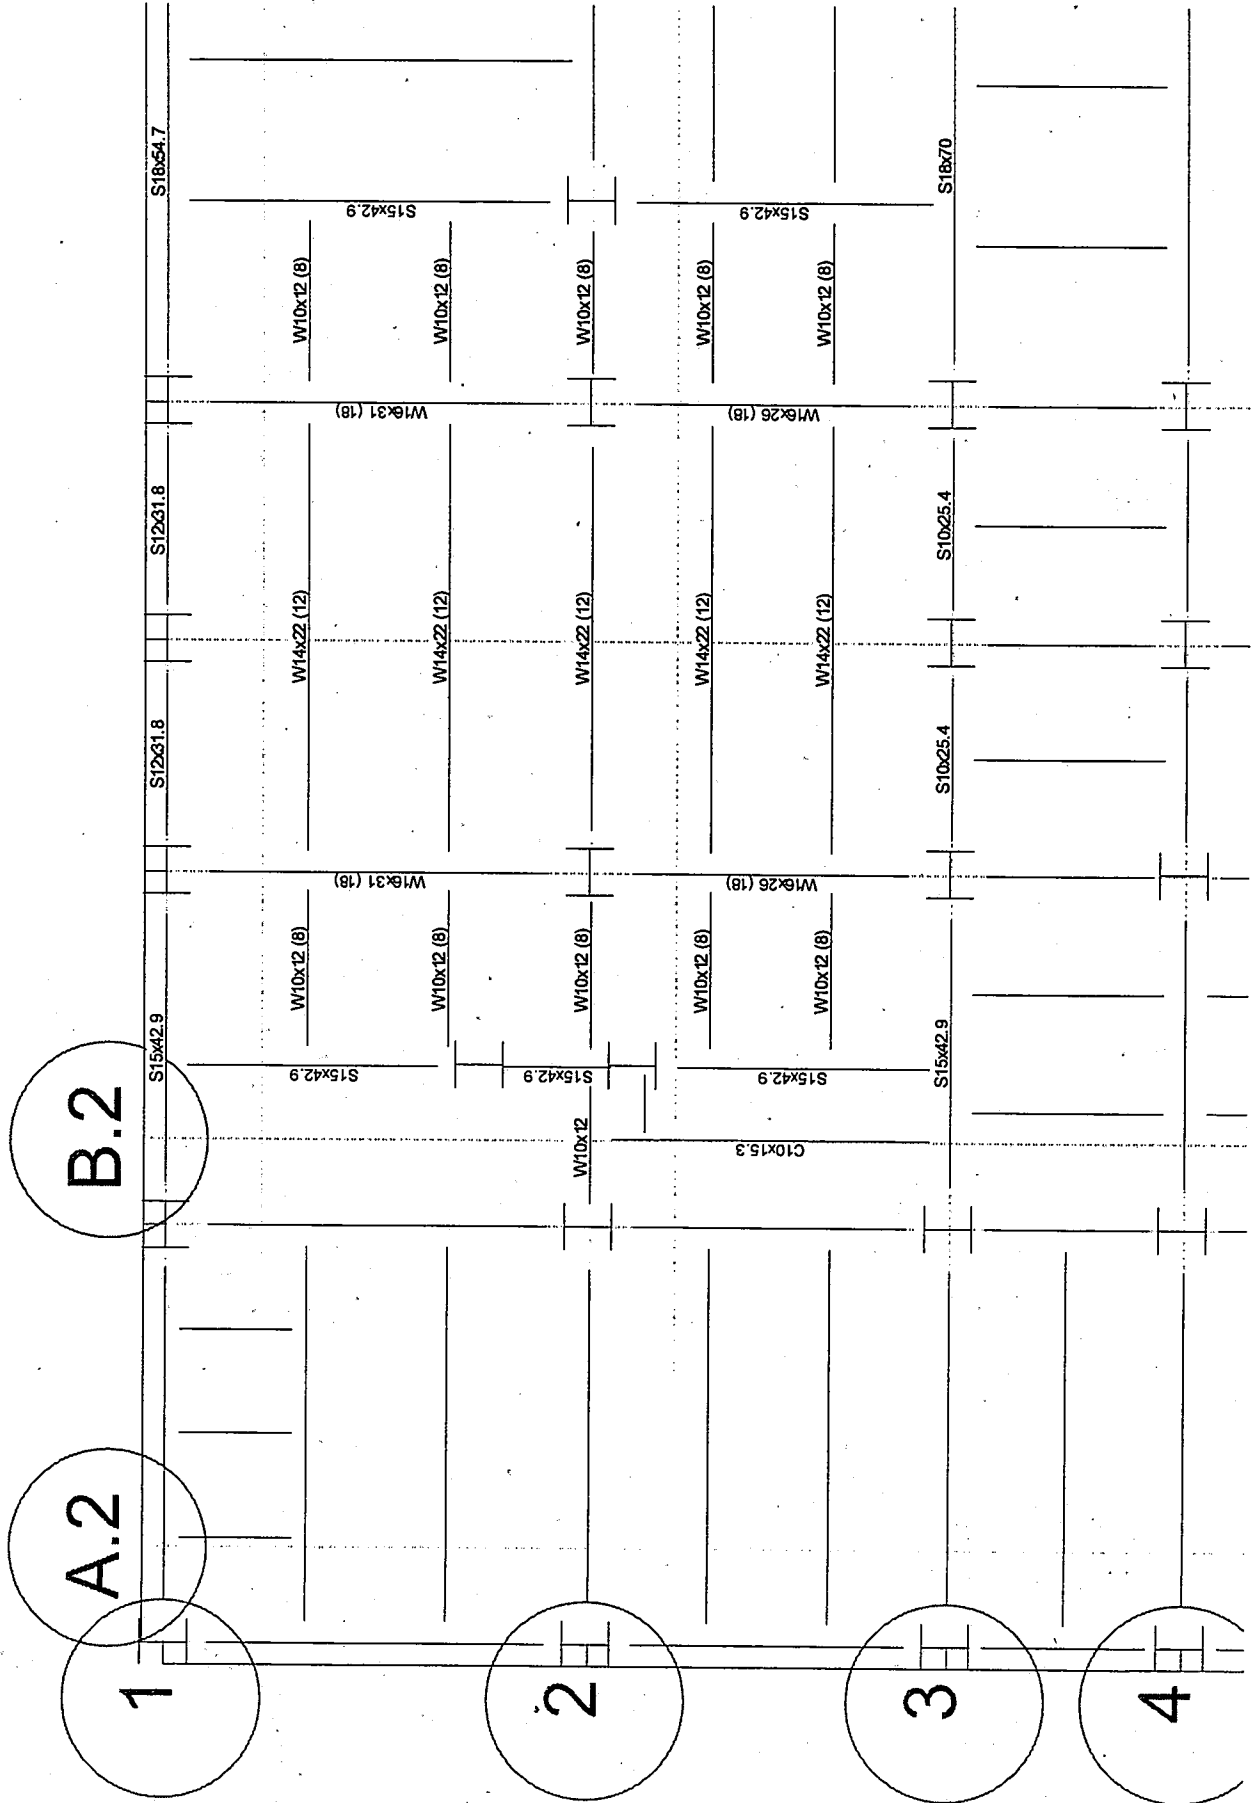 S18x54.7
S15x42.9
S15x42.9
S18x70
W10x12 (8)
W10x12 (8)
W10x12 (8)
W10x12 (8)
W10x12 (8)
W16x31 (18)
W16x26 (18)
S12x31.8
S10x25.4
W14x22 (12)
W14x22 (12)
W14x22 (12)
W14x22 (12)
W14x22 (12)
S12x31.8
S10x25.4
W16x31 (18)
W16x26 (18)
W10x12 (8)
W10x12 (8)
W10x12 (8)
W10x12 (8)
W10x12 (8)
S15x42.9
S15x42.9
S15x42.9
S15x42.9
S15x42.9
B.2
W10x12
C10x15.3
A.2
1
2
3
4